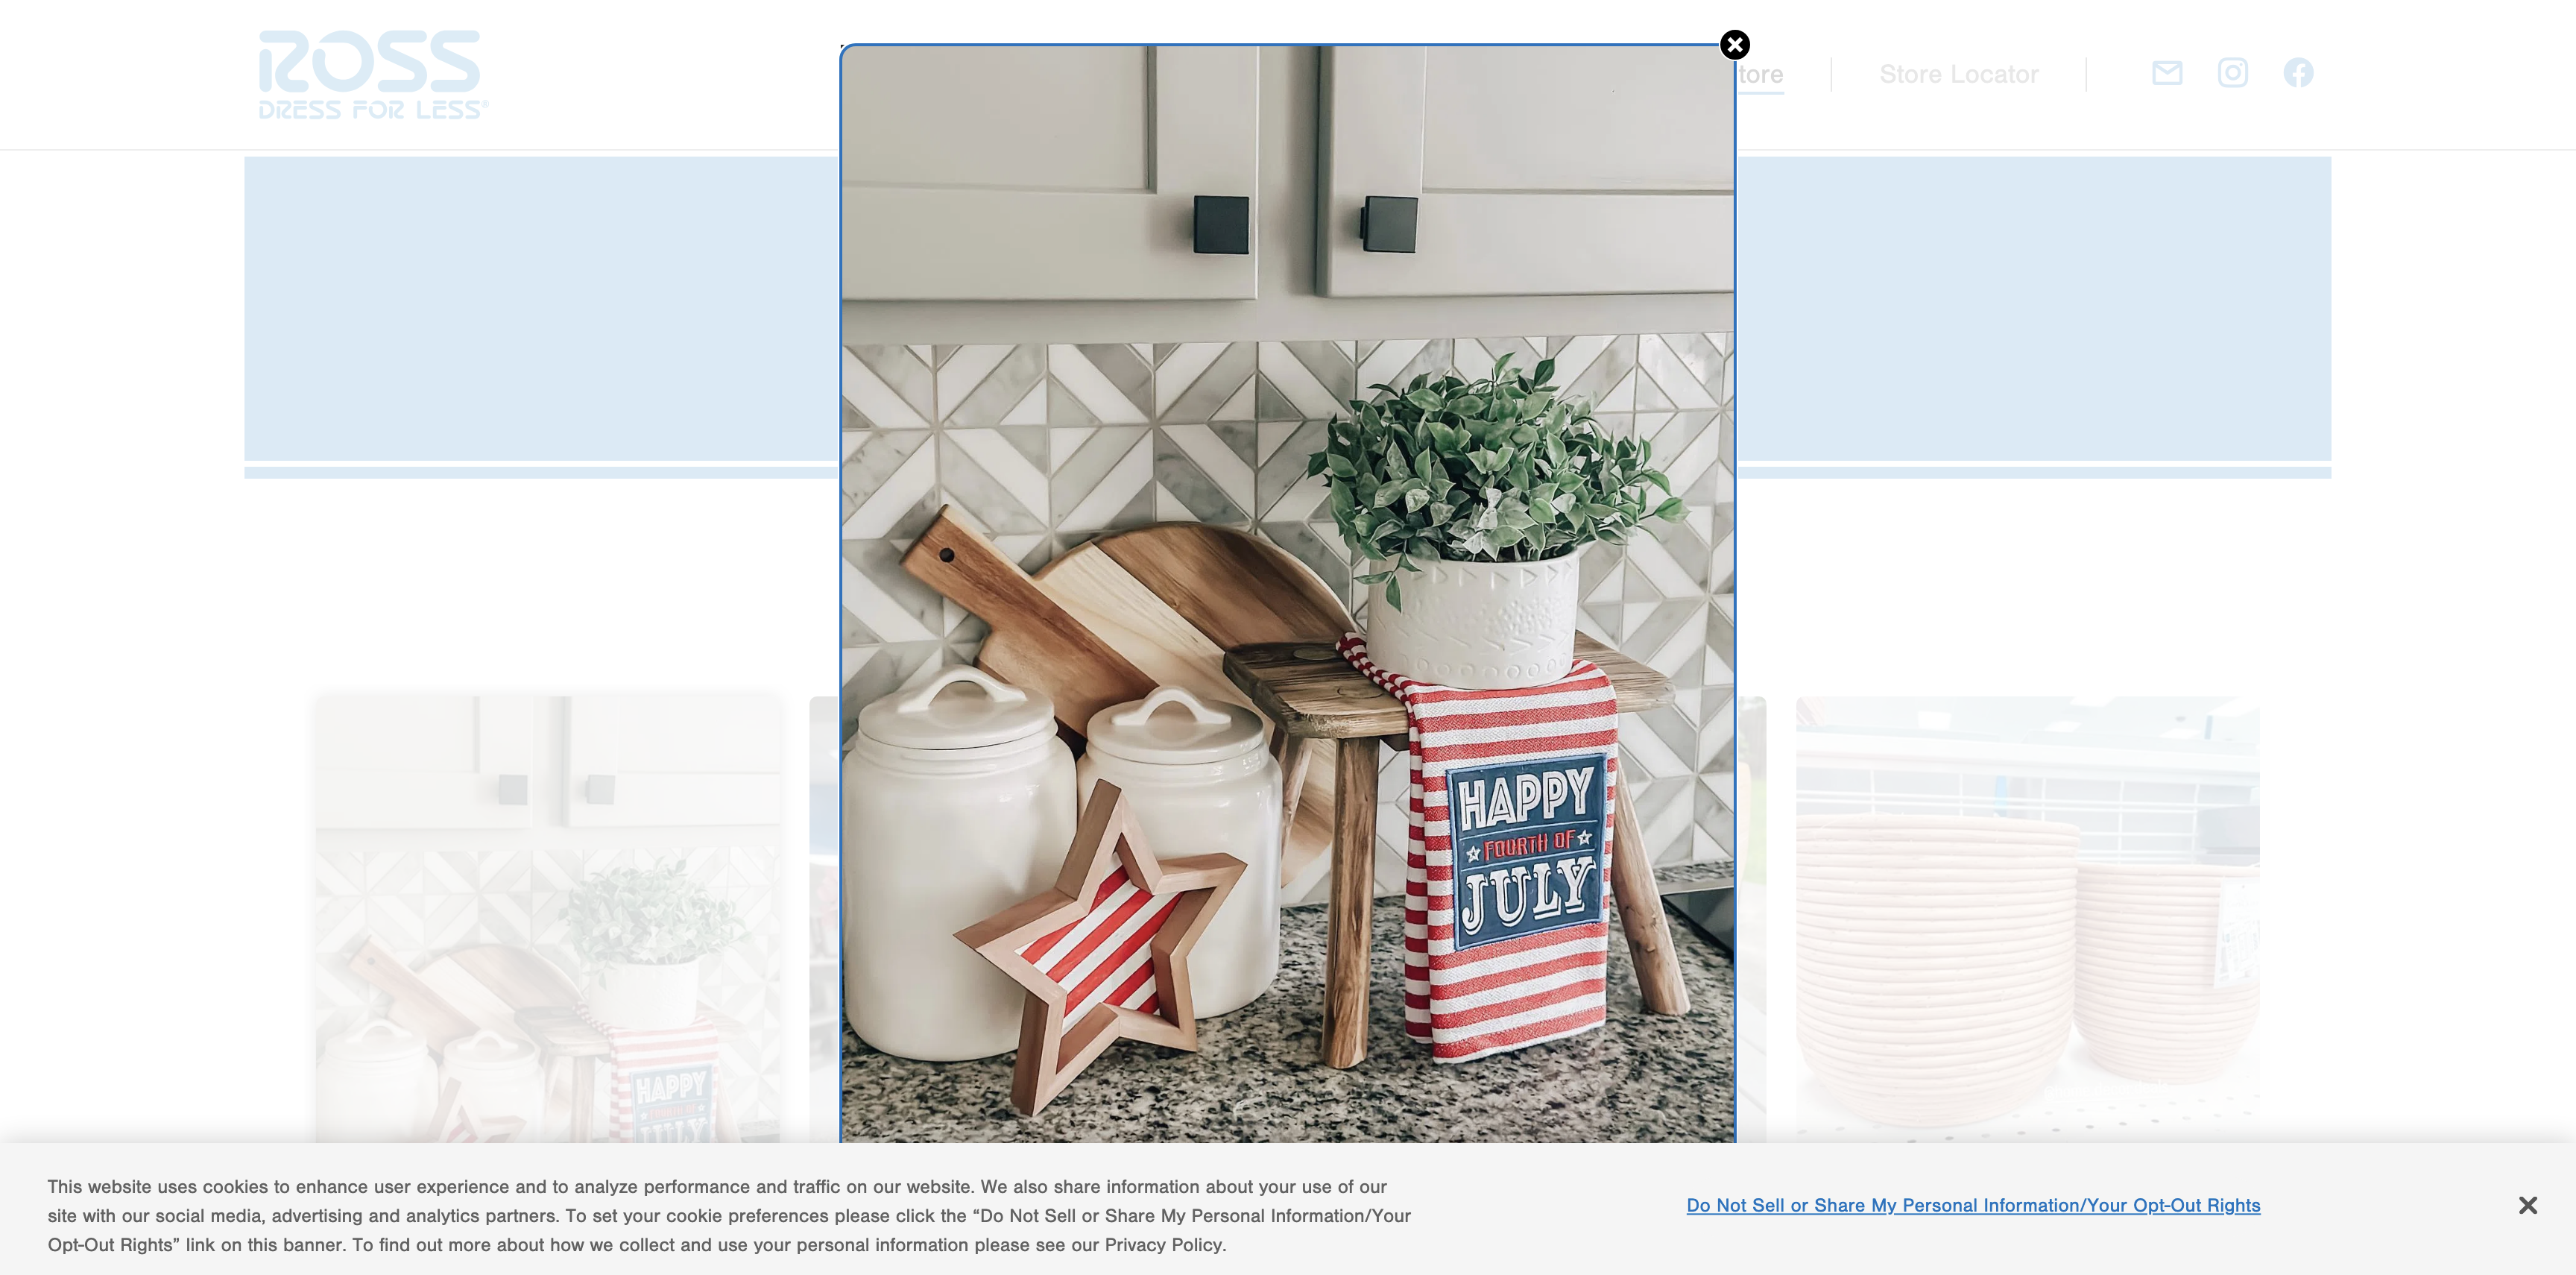 ROSS
DRESS FOR LESS®
tore
Store Locator
HAPPY
FOURTH OF
JULY
HAPPY
FOURTH OF
JULY
This website uses cookies to enhance user experience and to analyze performance and traffic on our website. We also share information about your use of our
site with our social media, advertising and analytics partners. To set your cookie preferences please click the “Do Not Sell or Share My Personal Information/Your
Opt-Out Rights” link on this banner. To find out more about how we collect and use your personal information please see our Privacy Policy.
Do Not Sell or Share My Personal Information/Your Opt-Out Rights